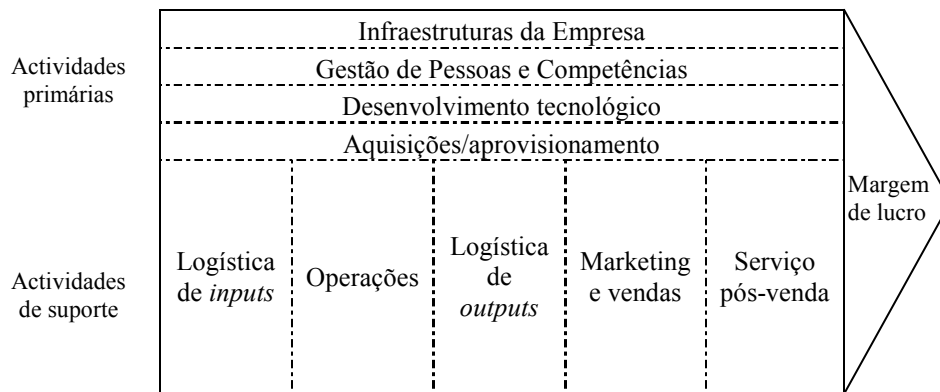 Infraestruturas da Empresa
Actividades
primárias
Gestão de Pessoas e Competências
Desenvolvimento tecnológico
Aquisições/aprovisionamento
Margem
de lucro
Actividades
de suporte
Logística
de inputs
Operações
Logística
de
outputs
Marketing
e vendas
Serviço
pós-venda